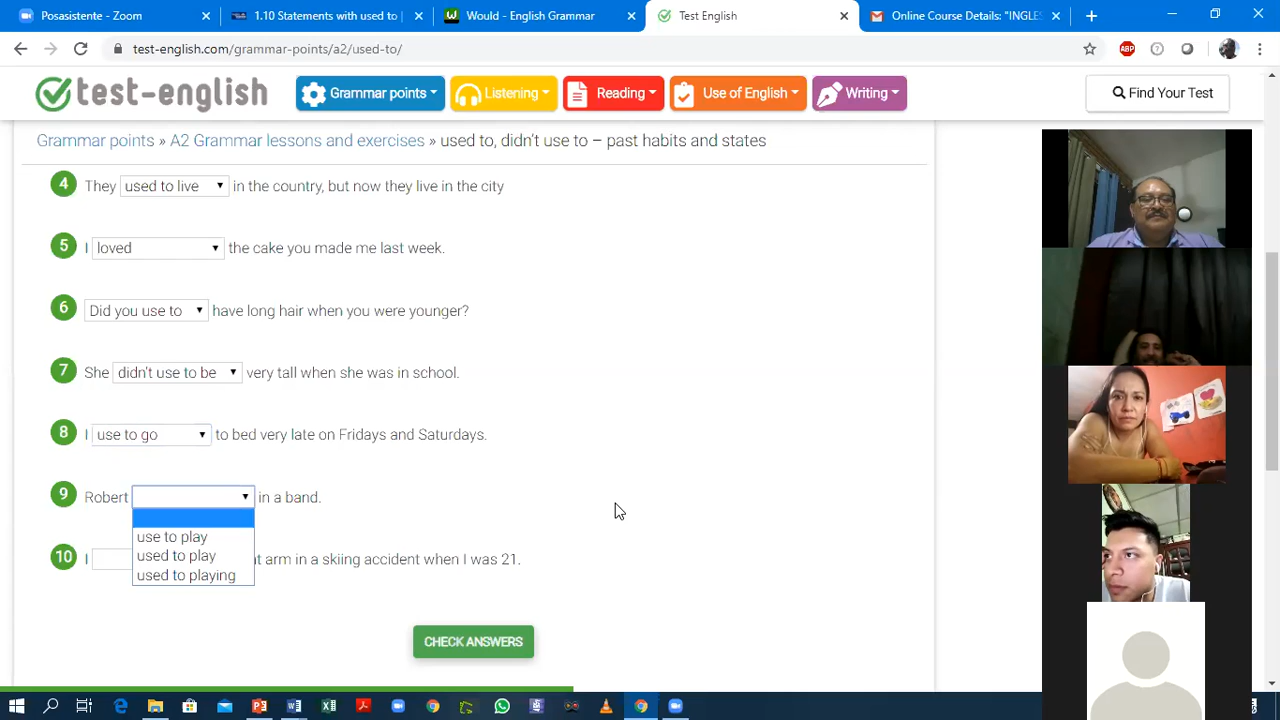 Posasistente - Zoom
1.10 Statements with used to
Would - English Grammar
Test English
Online Course Details: "INGLES
test-english.com/grammar-points/a2/used-to/
ABP
test-english
Grammar points
Listening
Reading
Use of English
Writing
Find Your Test
Grammar points » A2 Grammar lessons and exercises » used to, didn't use to – past habits and states
4 They used to live in the country, but now they live in the city
5 I loved the cake you made me last week.
6 Did you use to have long hair when you were younger?
7 She didn't use to be very tall when she was in school.
8 I use to go to bed very late on Fridays and Saturdays.
9 Robert in a band.
use to play
used to play
used to playing
10 I t arm in a skiing accident when I was 21.
CHECK ANSWERS